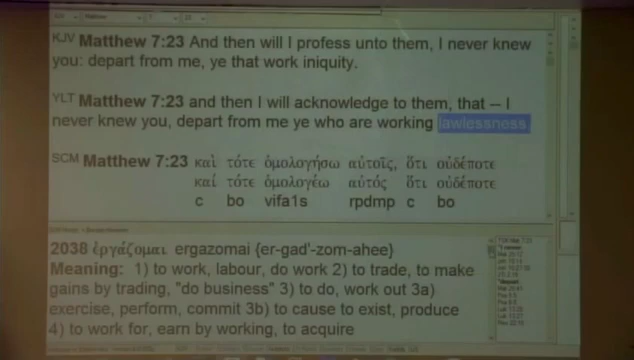 KJV Matthew 7:23 And then will I profess unto them, I never knew
you: depart from me, ye that work iniquity.
YLT Matthew 7:23 and then I will acknowledge to them, that -- I
never knew you, depart from me ye who are working lawlessness
SCM Matthew 7:23 καὶ τότε ὁμολογήσω αὐτοῖς, ὅτι οὐδέποτε
καί τότε ὁμολογέω αὐτός ὅτι οὐδέποτε
c bo vifa1s rpdmp c bo
2038 ἐργάζομαι ergazomai {er-gad'-zom-ahee}
Meaning: 1) to work, labour, do work 2) to trade, to make
gains by trading, "do business" 3) to do, work out 3a)
exercise, perform, commit 3b) to cause to exist, produce
4) to work for, earn by working, to acquire